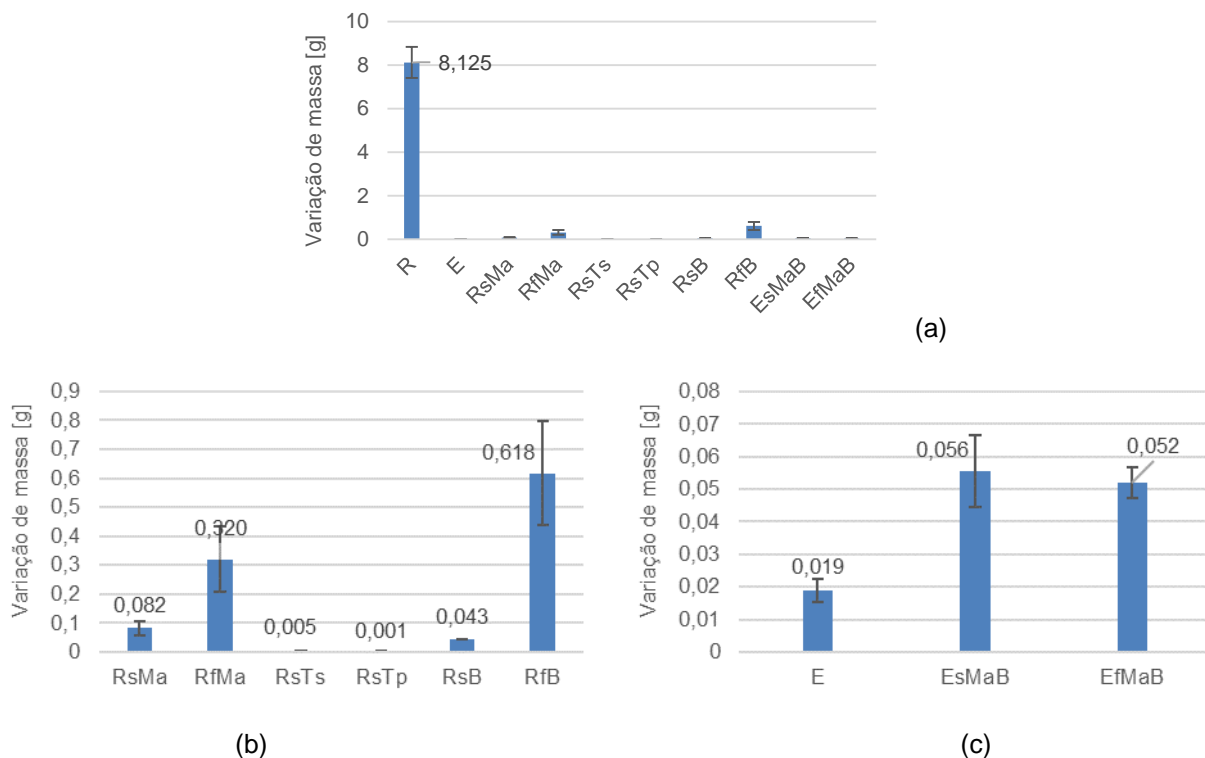 Variação de massa [g]
10
8
6
4
2
0
8,125
R
E
RsMa
RfMa
RsTs
RsTp
RsB
RfB
EsMaB
EfMaB
(a)
Variação de massa [g]
0,9
0,8
0,7
0,6
0,5
0,4
0,3
0,2
0,1
0
0,082
0,320
0,005
0,001
0,043
0,618
RsMa
RfMa
RsTs
RsTp
RsB
RfB
(b)
Variação de massa [g]
0,08
0,07
0,06
0,05
0,04
0,03
0,02
0,01
0
0,019
0,056
0,052
E
EsMaB
EfMaB
(c)